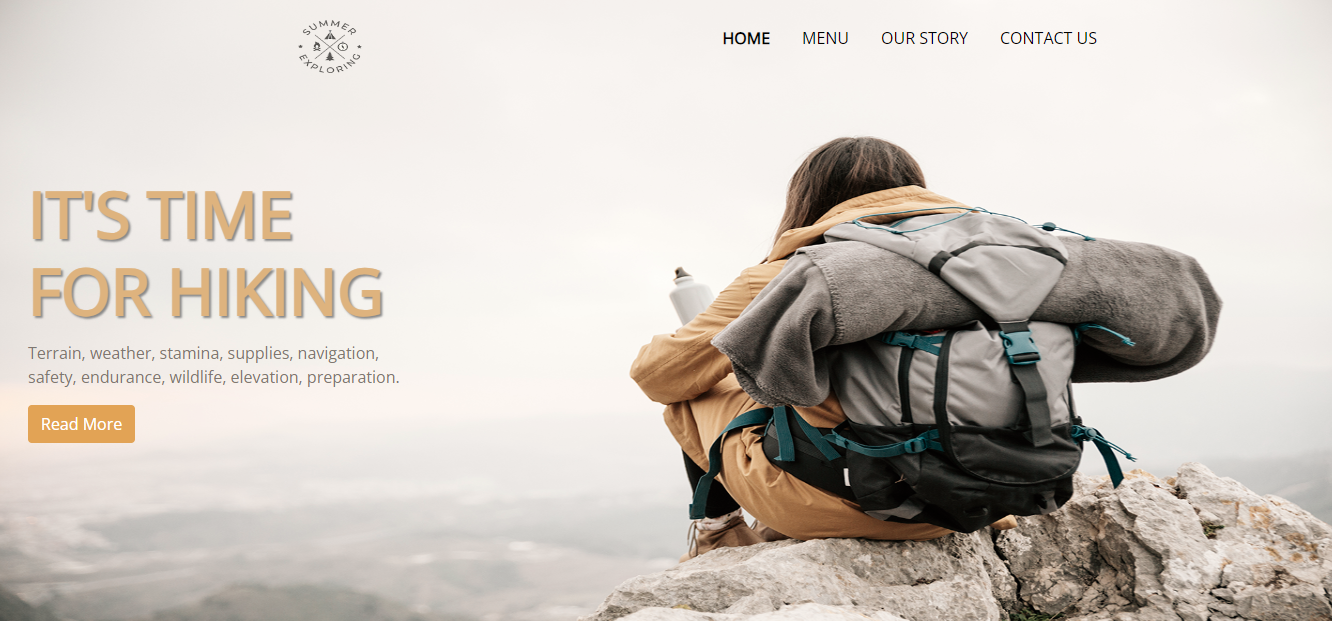 SUMMER
EXPLORING
HOME MENU OUR STORY CONTACT US
IT'S TIME
FOR HIKING
Terrain, weather, stamina, supplies, navigation,
safety, endurance, wildlife, elevation, preparation.
Read More